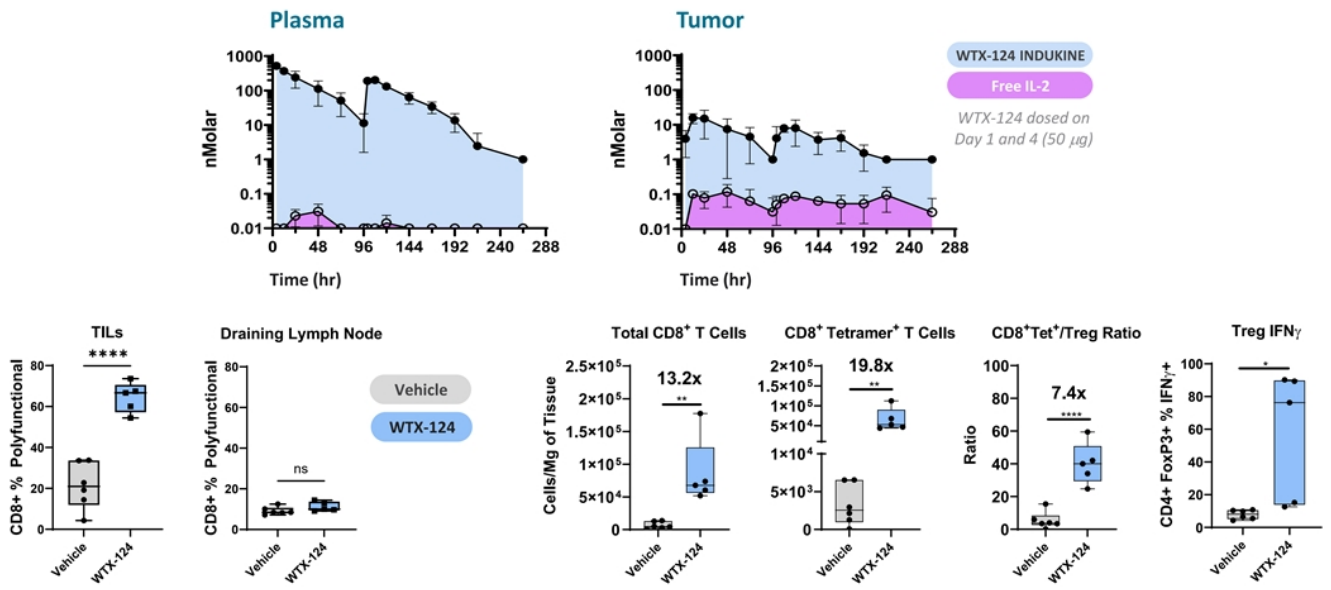 Plasma
Tumor
1000
100
10
1
0.1
0.01
nMolar
0 48 96 144 192 240 288
Time (hr)
1000
100
10
1
0.1
0.01
nMolar
0 48 96 144 192 240 288
Time (hr)
WTX-124 INDUKINE
Free IL-2
WTX-124 dosed on
Day 1 and 4 (50 µg)
TILs
****
80
60
40
20
0
CD8+ % Polyfunctional
Vehicle
WTX-124
Draining Lymph Node
ns
80
60
40
20
0
CD8+ % Polyfunctional
Vehicle
WTX-124
Vehicle
WTX-124
Total CD8⁺ T Cells
13.2x
**
2.5×10⁵
2×10⁵
1.5×10⁵
1×10⁵
5×10⁴
0
Cells/Mg of Tissue
Vehicle
WTX-124
CD8⁺ Tetramer⁺ T Cells
19.8x
**
2×10⁵
1.5×10⁵
1×10⁵
5×10⁴
1×10⁴
5×10³
0
Vehicle
WTX-124
CD8⁺Tet⁺/Treg Ratio
7.4x
****
100
80
60
40
20
0
Ratio
Vehicle
WTX-124
Treg IFNγ
*
100
80
60
40
20
0
CD4+ FoxP3+ % IFNγ+
Vehicle
WTX-124